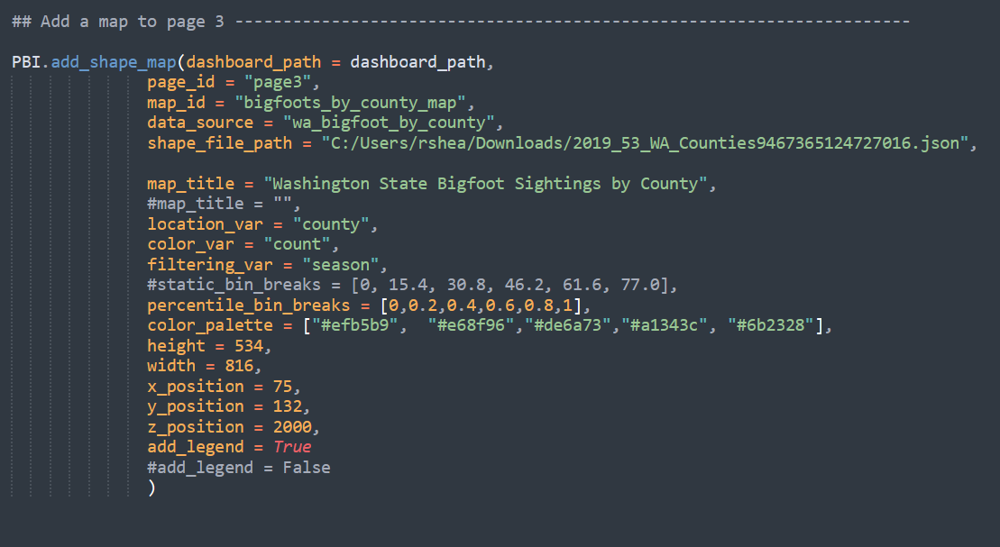 ## Add a map to page 3 ----------------------------------------------------------------------
PBI.add_shape_map(dashboard_path = dashboard_path,
page_id = "page3",
map_id = "bigfoots_by_county_map",
data_source = "wa_bigfoot_by_county",
shape_file_path = "C:/Users/rshea/Downloads/2019_53_WA_Counties9467365124727016.json",
map_title = "Washington State Bigfoot Sightings by County",
#map_title = "",
location_var = "county",
color_var = "count",
filtering_var = "season",
#static_bin_breaks = [0, 15.4, 30.8, 46.2, 61.6, 77.0],
percentile_bin_breaks = [0,0.2,0.4,0.6,0.8,1],
color_palette = ["#efb5b9",  "#e68f96","#de6a73","#a1343c", "#6b2328"],
height = 534,
width = 816,
x_position = 75,
y_position = 132,
z_position = 2000,
add_legend = True
#add_legend = False
)